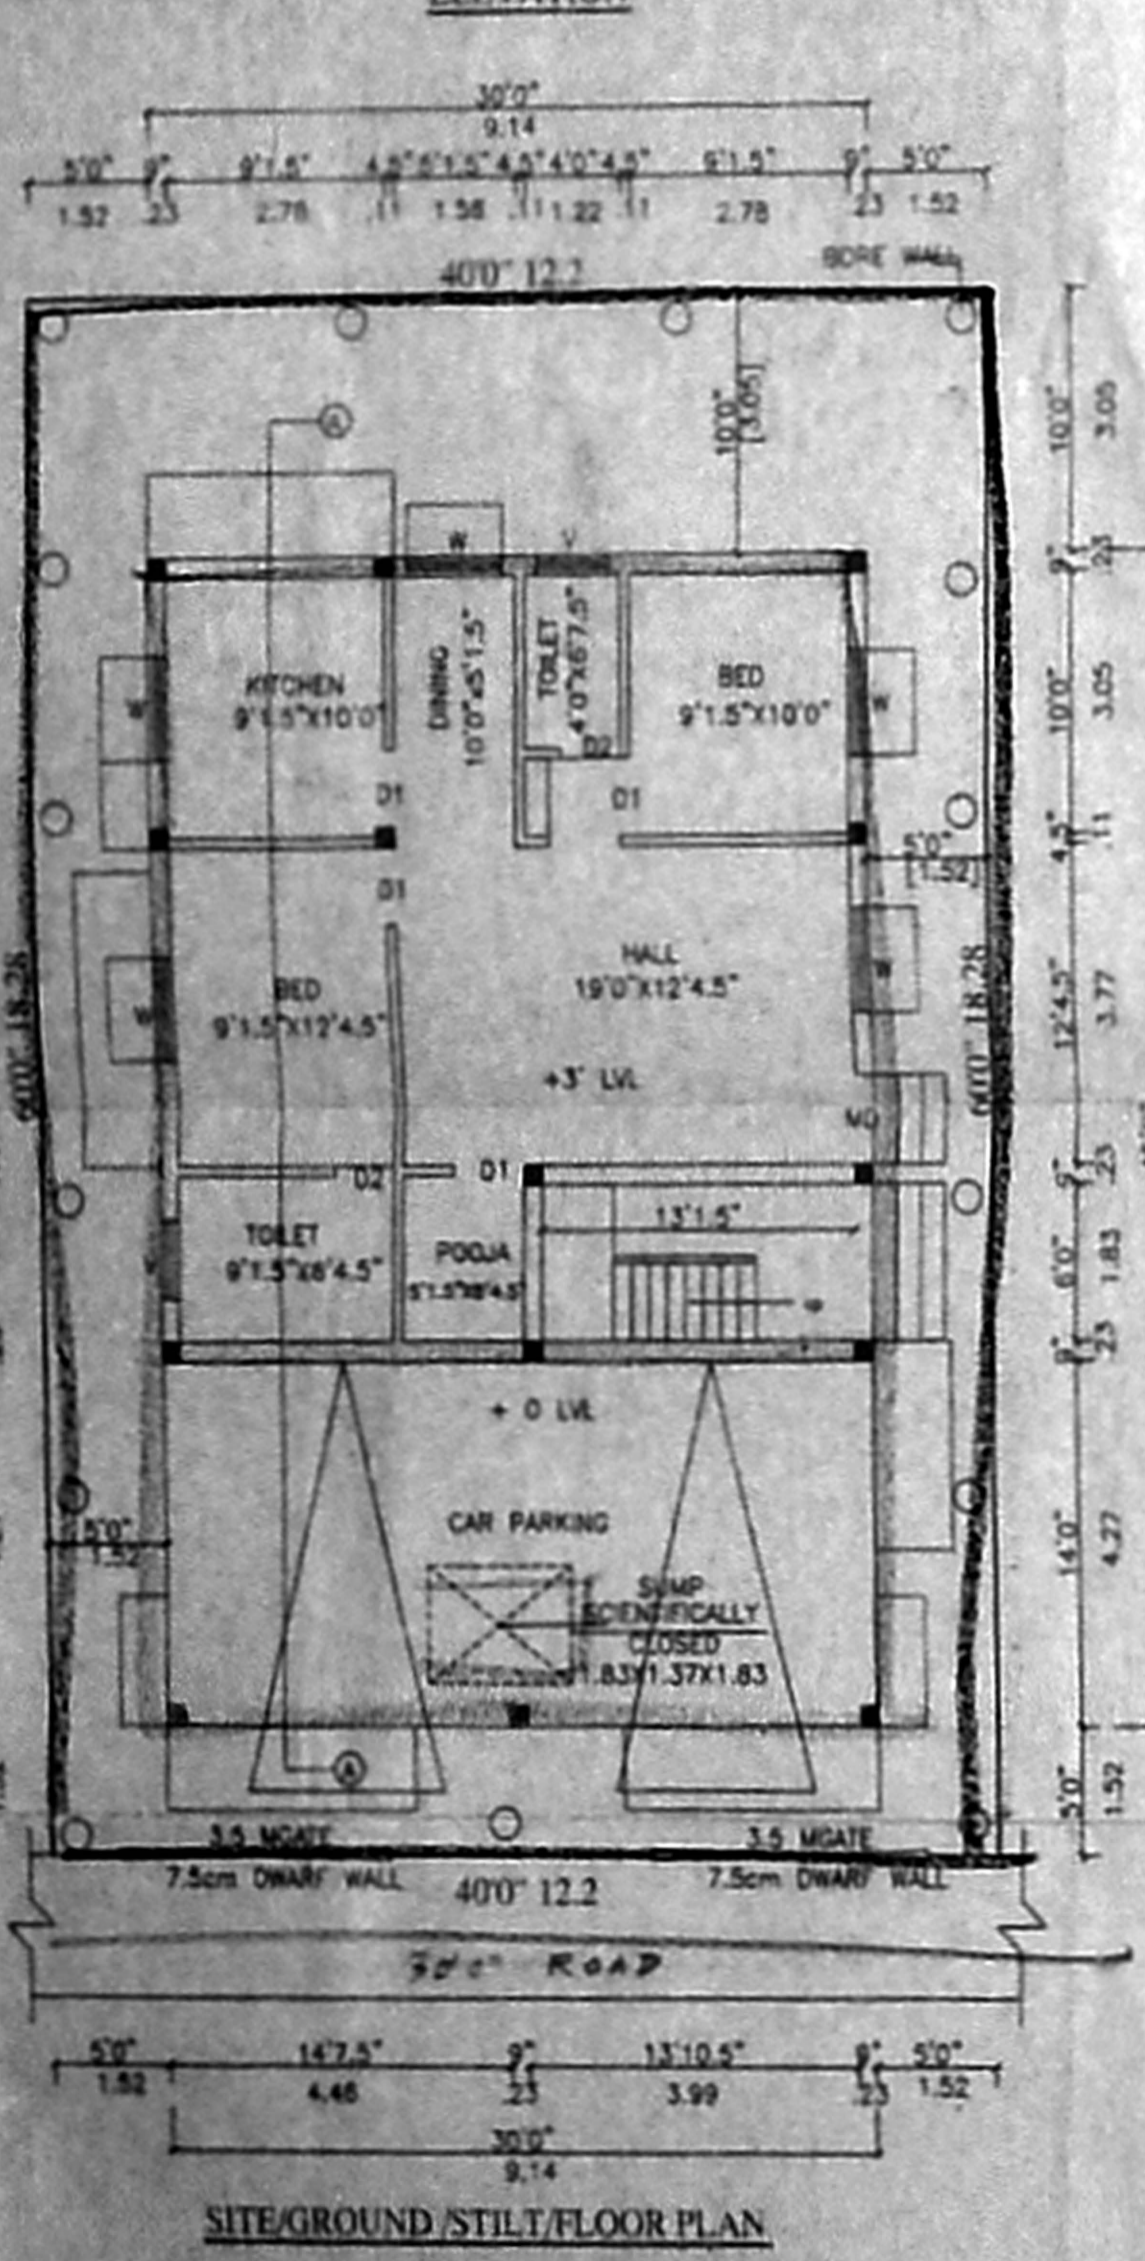 30'0"
9.14
5'0" 9" 9'1.5" 4.5" 5'1.5" 4.5" 4'0" 4.5" 9'1.5" 9" 5'0"
1.52 .23 2.78 .11 1.56 .11 1.22 .11 2.78 .23 1.52
BORE WALL
40'0" 12.2
10'0"
[3.05]
10'0"
3.05
A
W
V
9"
.23
KITCHEN
9'1.5"X10'0"
DINING
10'0"x5'1.5"
TOILET
4'0"X6'7.5"
BED
9'1.5"X10'0"
W
W
10'0"
3.05
D2
D1
D1
4.5"
.11
5'0"
[1.52]
D1
HALL
19'0"X12'4.5"
BED
9'1.5"X12'4.5"
W
W
60'0" 18.28
60'0" 18.28
12'4.5"
3.77
+3' LVL
MD
D2
D1
9"
.23
13'1.5"
TOILET
9'1.5"X6'4.5"
POOJA
5'1.5"X6'4.5"
V
6'0"
1.83
9"
.23
+ 0 LVL
CAR PARKING
14'0"
4.27
5'0"
1.52
SUMP
SCIENTIFICALLY
CLOSED
1.83X1.37X1.83
A
5'0"
1.52
3.5 MGATE
3.5 MGATE
7.5cm DWARF WALL
40'0" 12.2
7.5cm DWARF WALL
ROAD
5'0" 14'7.5" 9" 13'10.5" 9" 5'0"
1.52 4.46 .23 3.99 .23 1.52
30'0"
9.14
SITE/GROUND /STILT/FLOOR PLAN